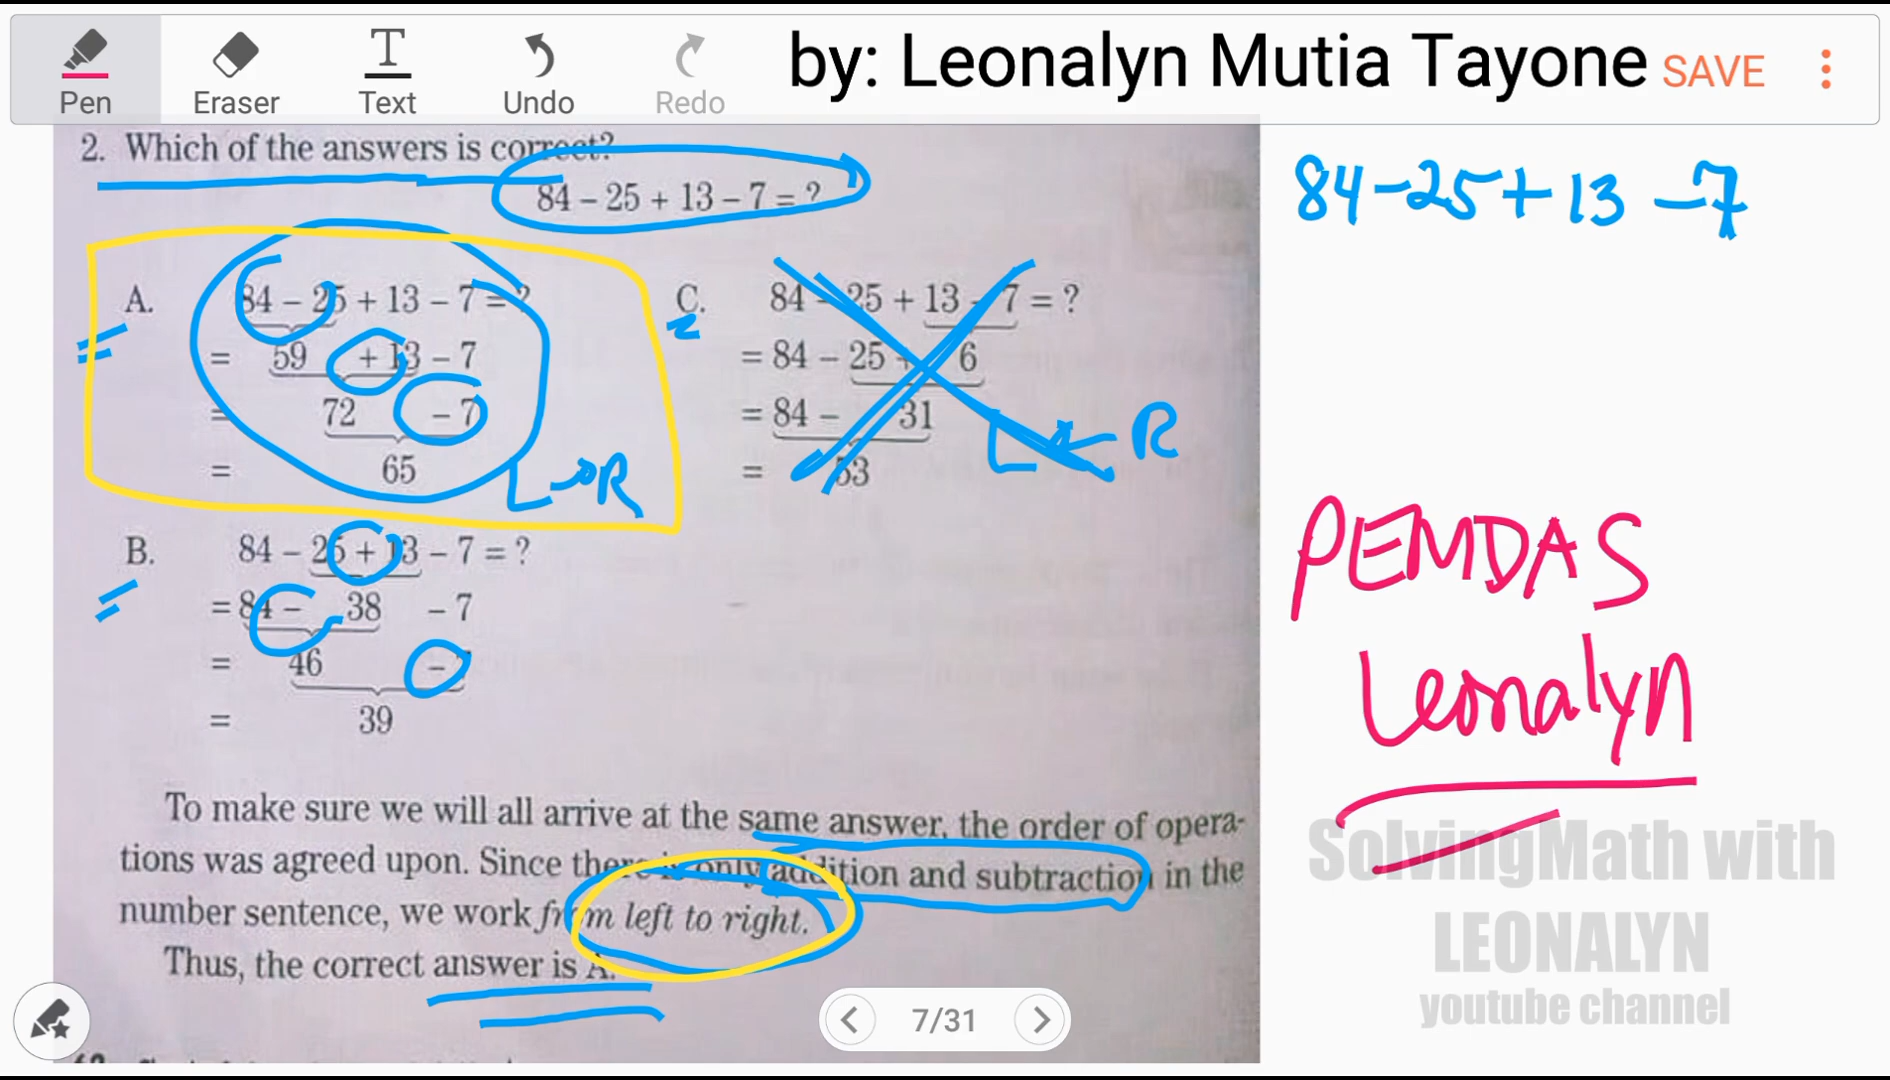 Pen
Eraser
Text
Undo
Redo
by: Leonalyn Mutia Tayone
SAVE
2. Which of the answers is correct?
84 – 25 + 13 – 7 = ?
A. 84 – 25 + 13 – 7 = ?
= 59 + 13 – 7
= 72 – 7
= 65
R
C. 84 – 25 + 13 – 7 = ?
= 84 – 25 + 6
= 84 – 31
= 53
R
B. 84 – 25 + 13 – 7 = ?
= 84 – 38 – 7
= 46 – 7
= 39
To make sure we will all arrive at the same answer, the order of opera-
tions was agreed upon. Since there is only addition and subtraction in the
number sentence, we work from left to right.
Thus, the correct answer is A.
7/31
84-25+13-7
PEMDAS
Leonalyn
SolvingMath with
LEONALYN
youtube channel